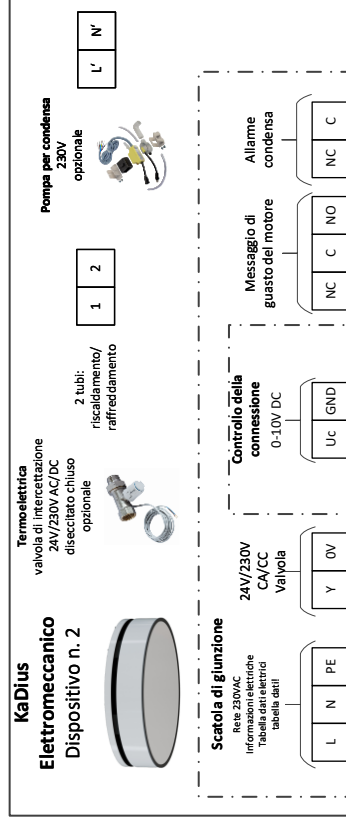 KaDius
Elettromeccanico
Dispositivo n. 2
Termoelettrica
valvola di intercettazione
24V/230V AC/DC
diseccitato chiuso
opzionale
2 tubi:
riscaldamento/
raffreddamento
1 2
Pompa per condensa
230V
opzionale
L' N'
Scatola di giunzione
Rete 230VAC
Informazioni elettriche
Tabella dati elettrici
tabella dati!
L N PE
24V/230V
CA/CC
Valvola
Y 0V
Controllo della
connessione
0-10V DC
Uc GND
Messaggio di
guasto del motore
NC C NO
Allarme
condensa
NC C